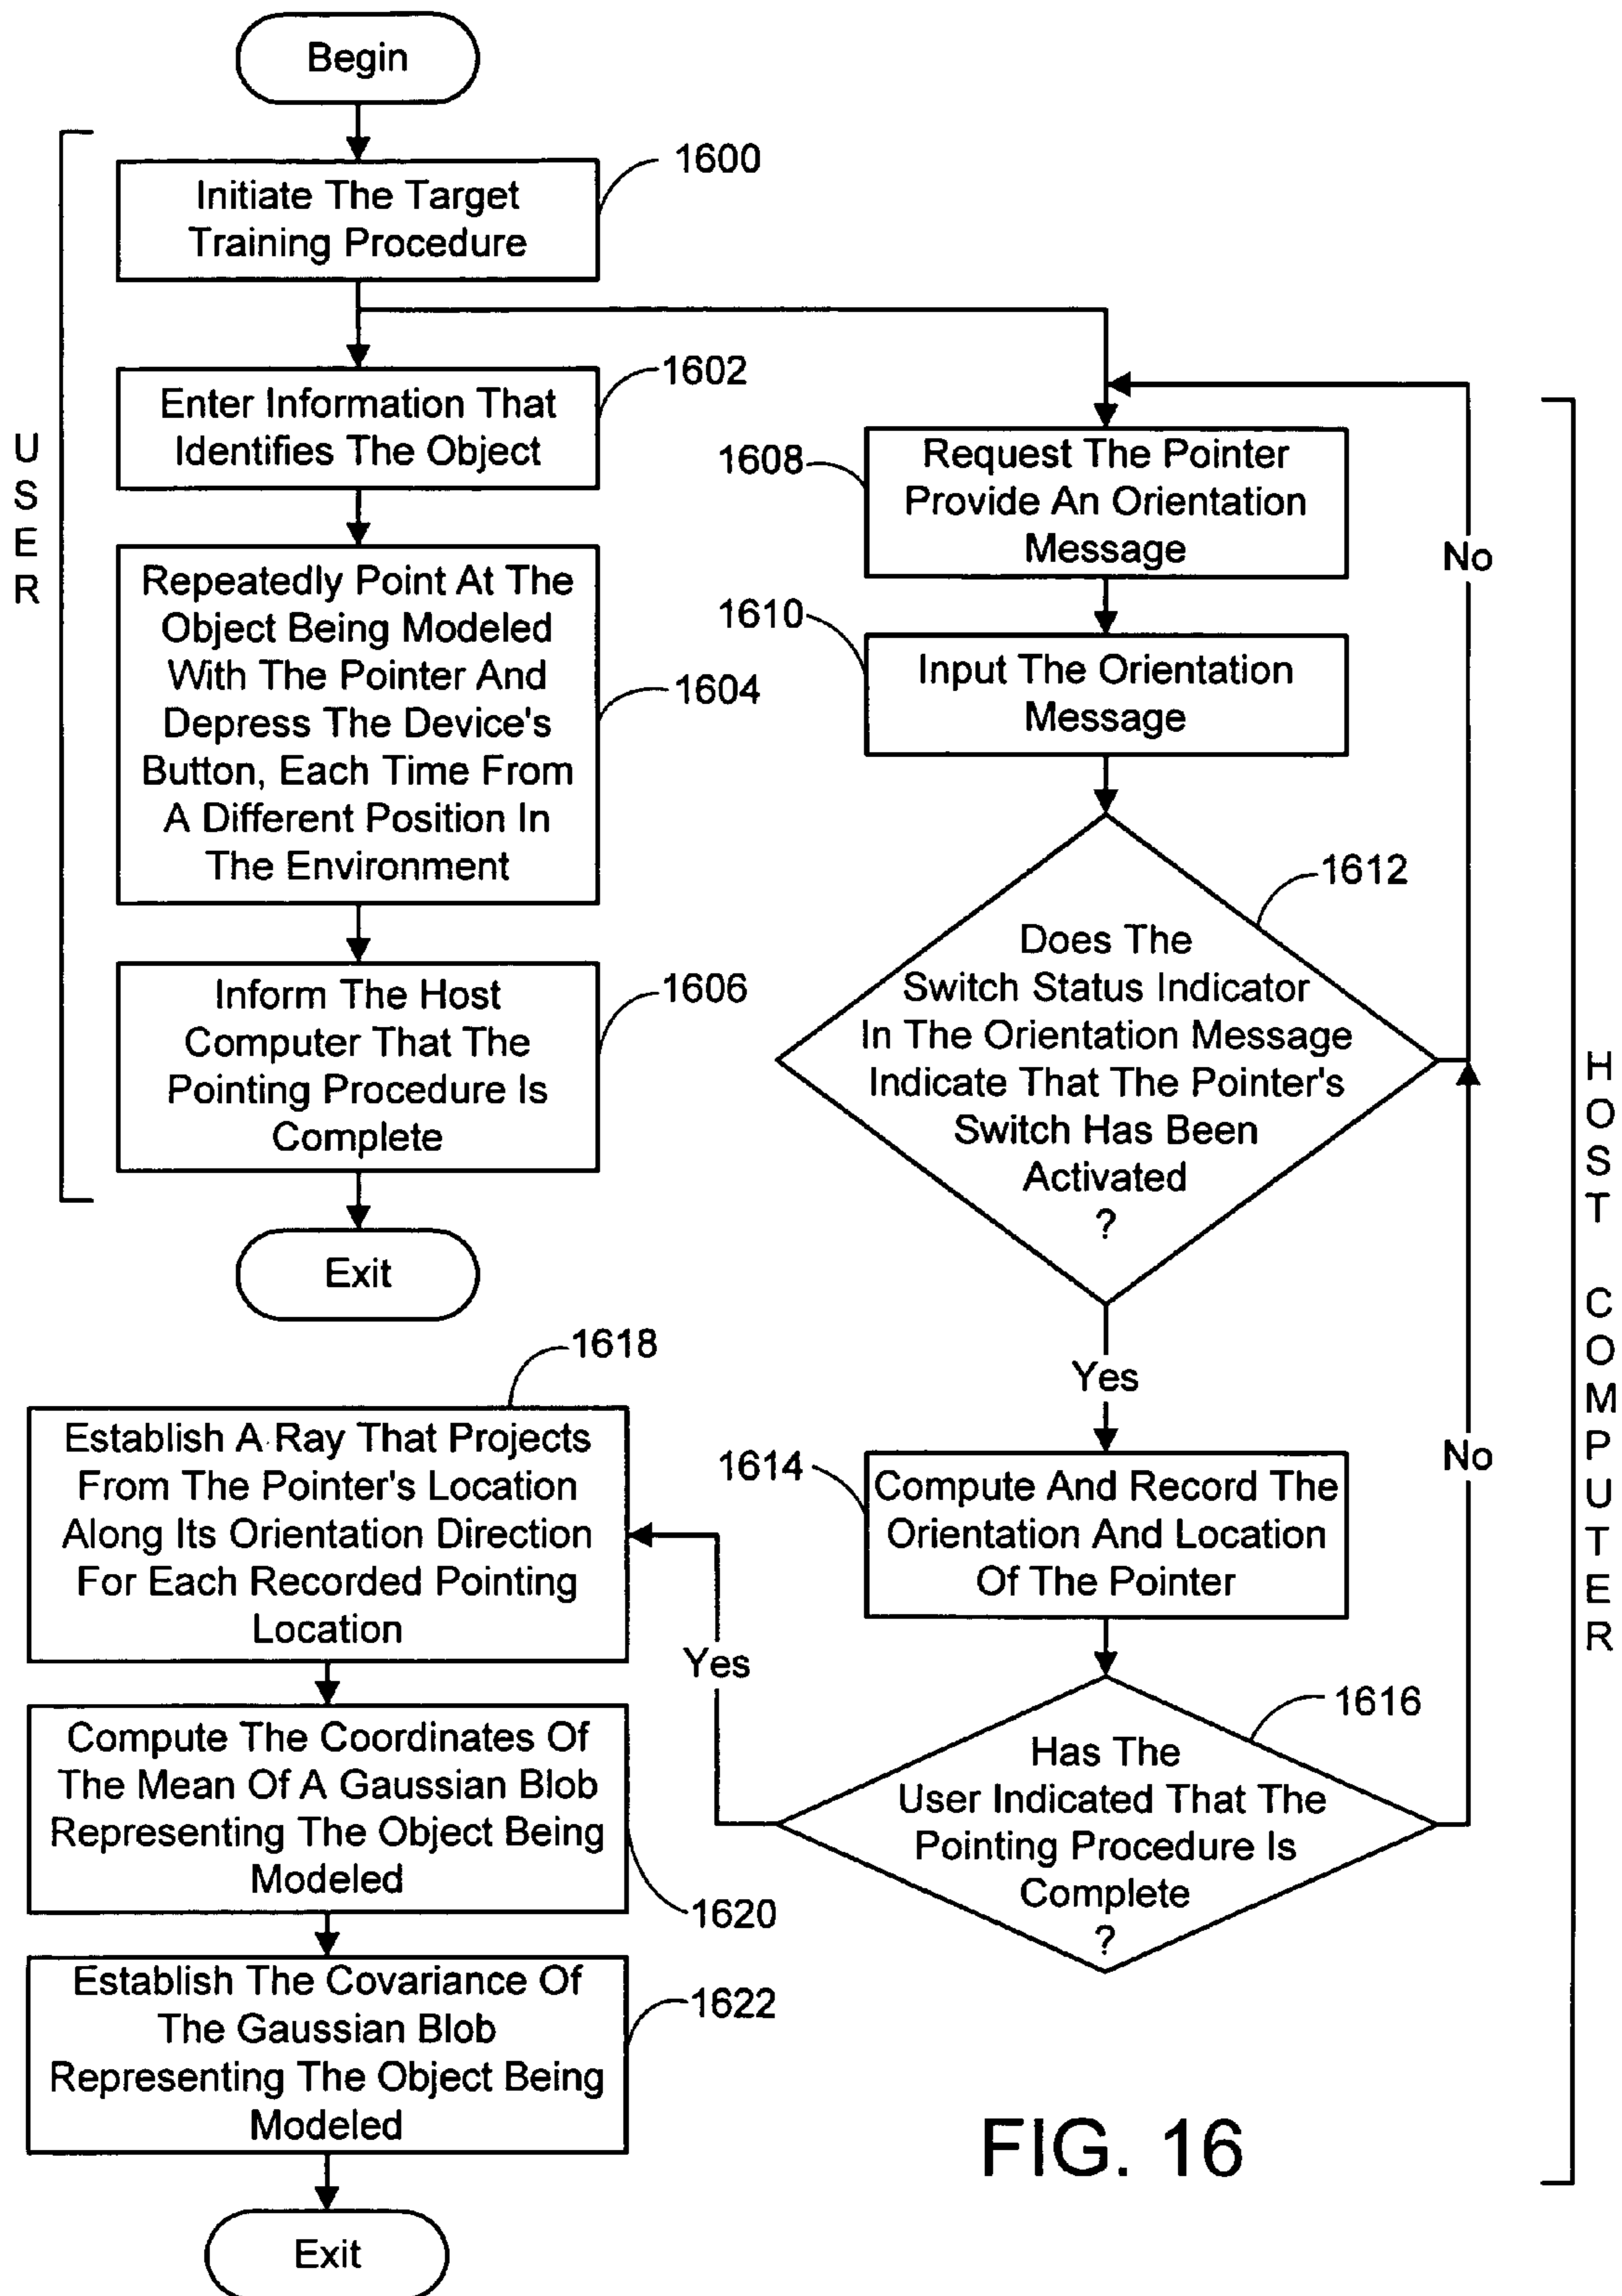 Begin
USER
1600
Initiate The Target
Training Procedure
1602
Enter Information That
Identifies The Object
1604
Repeatedly Point At The
Object Being Modeled
With The Pointer And
Depress The Device's
Button, Each Time From
A Different Position In
The Environment
1606
Inform The Host
Computer That The
Pointing Procedure Is
Complete
Exit
HOST COMPUTER
1608
Request The Pointer
Provide An Orientation
Message
1610
Input The Orientation
Message
1612
Does The
Switch Status Indicator
In The Orientation Message
Indicate That The Pointer's
Switch Has Been
Activated
?
No
Yes
1614
Compute And Record The
Orientation And Location
Of The Pointer
1616
Has The
User Indicated That The
Pointing Procedure Is
Complete
?
No
Yes
1618
Establish A Ray That Projects
From The Pointer's Location
Along Its Orientation Direction
For Each Recorded Pointing
Location
Compute The Coordinates Of
The Mean Of A Gaussian Blob
Representing The Object Being
Modeled
1620
Establish The Covariance Of
The Gaussian Blob
Representing The Object Being
Modeled
1622
Exit
FIG. 16